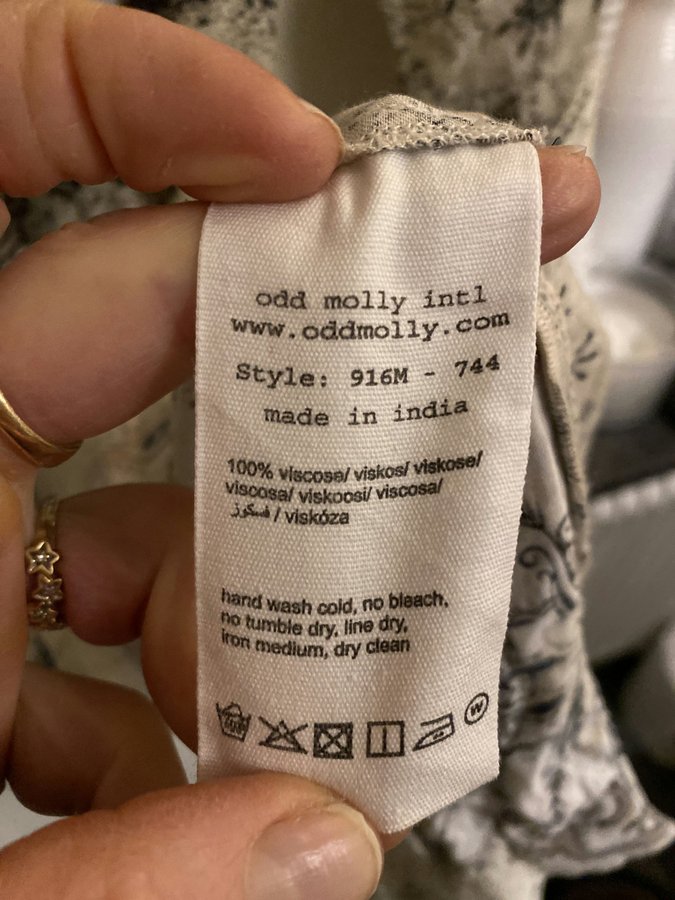 odd molly intl
www.oddmolly.com
Style: 916M - 744
made in india
100% viscose/ viskos/ viskose/
viscosa/ viskoosi/ viscosa/
فسكوز / viskóza
hand wash cold, no bleach,
no tumble dry, line dry,
iron medium, dry clean
W